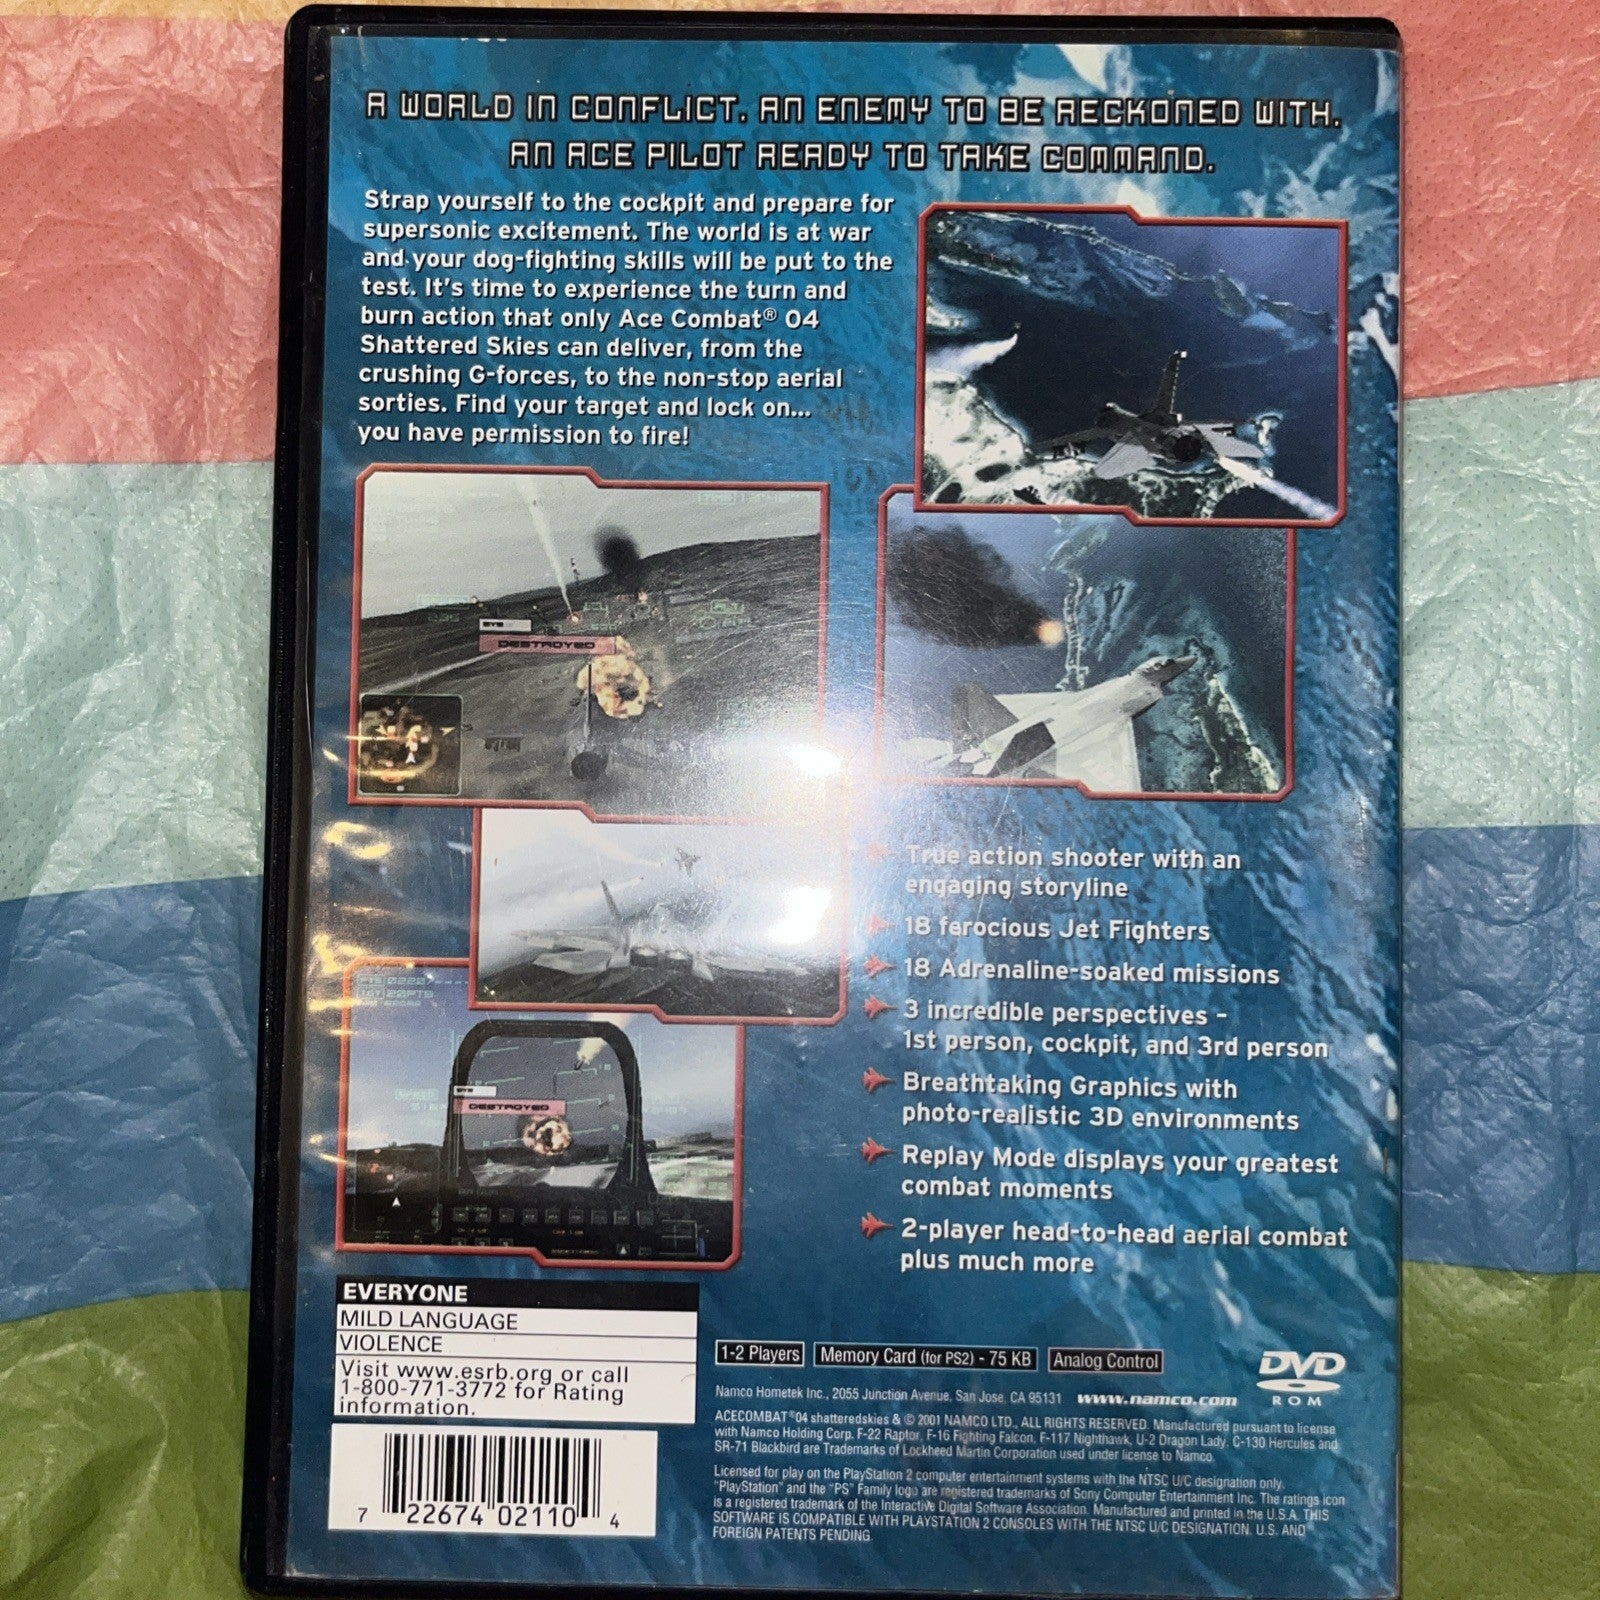 A WORLD IN CONFLICT. AN ENEMY TO BE RECKONED WITH.
AN ACE PILOT READY TO TAKE COMMAND.
Strap yourself to the cockpit and prepare for
supersonic excitement. The world is at war
and your dog-fighting skills will be put to the
test. It's time to experience the turn and
burn action that only Ace Combat® 04
Shattered Skies can deliver, from the
crushing G-forces, to the non-stop aerial
sorties. Find your target and lock on...
you have permission to fire!
DESTROYED
True action shooter with an
engaging storyline
18 ferocious Jet Fighters
18 Adrenaline-soaked missions
3 incredible perspectives -
1st person, cockpit, and 3rd person
Breathtaking Graphics with
photo-realistic 3D environments
Replay Mode displays your greatest
combat moments
2-player head-to-head aerial combat
plus much more
DESTROYED
EVERYONE
MILD LANGUAGE
VIOLENCE
Visit www.esrb.org or call
1-800-771-3772 for Rating
information.
7 22674 02110 4
1-2 Players Memory Card (for PS2) - 75 KB Analog Control
DVD
ROM
Namco Hometek Inc., 2055 Junction Avenue, San Jose, CA 95131 www.namco.com
ACECOMBAT®04 shatteredskies & © 2001 NAMCO LTD., ALL RIGHTS RESERVED. Manufactured pursuant to license
with Namco Holding Corp. F-22 Raptor, F-16 Fighting Falcon, F-117 Nighthawk, U-2 Dragon Lady, C-130 Hercules and
SR-71 Blackbird are Trademarks of Lockheed Martin Corporation used under license to Namco.
Licensed for play on the PlayStation 2 computer entertainment systems with the NTSC U/C designation only.
"PlayStation" and the "PS" Family logo are registered trademarks of Sony Computer Entertainment Inc. The ratings icon
is a registered trademark of the Interactive Digital Software Association. Manufactured and printed in the U.S.A. THIS
SOFTWARE IS COMPATIBLE WITH PLAYSTATION 2 CONSOLES WITH THE NTSC U/C DESIGNATION. U.S. AND
FOREIGN PATENTS PENDING.